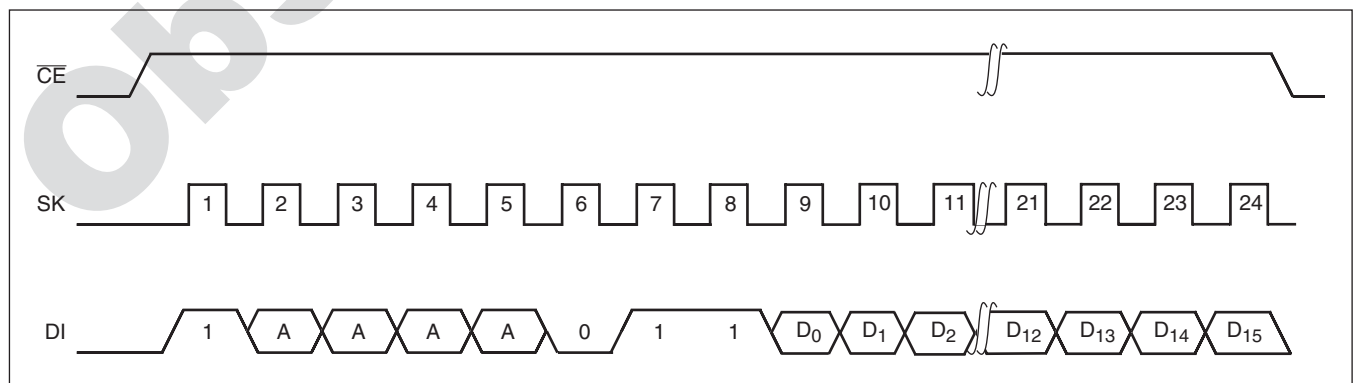 Obs
C̅E̅
SK 1 2 3 4 5 6 7 8 9 10 11 21 22 23 24
DI 1 A A A A 0 1 1 D₀ D₁ D₂ D₁₂ D₁₃ D₁₄ D₁₅